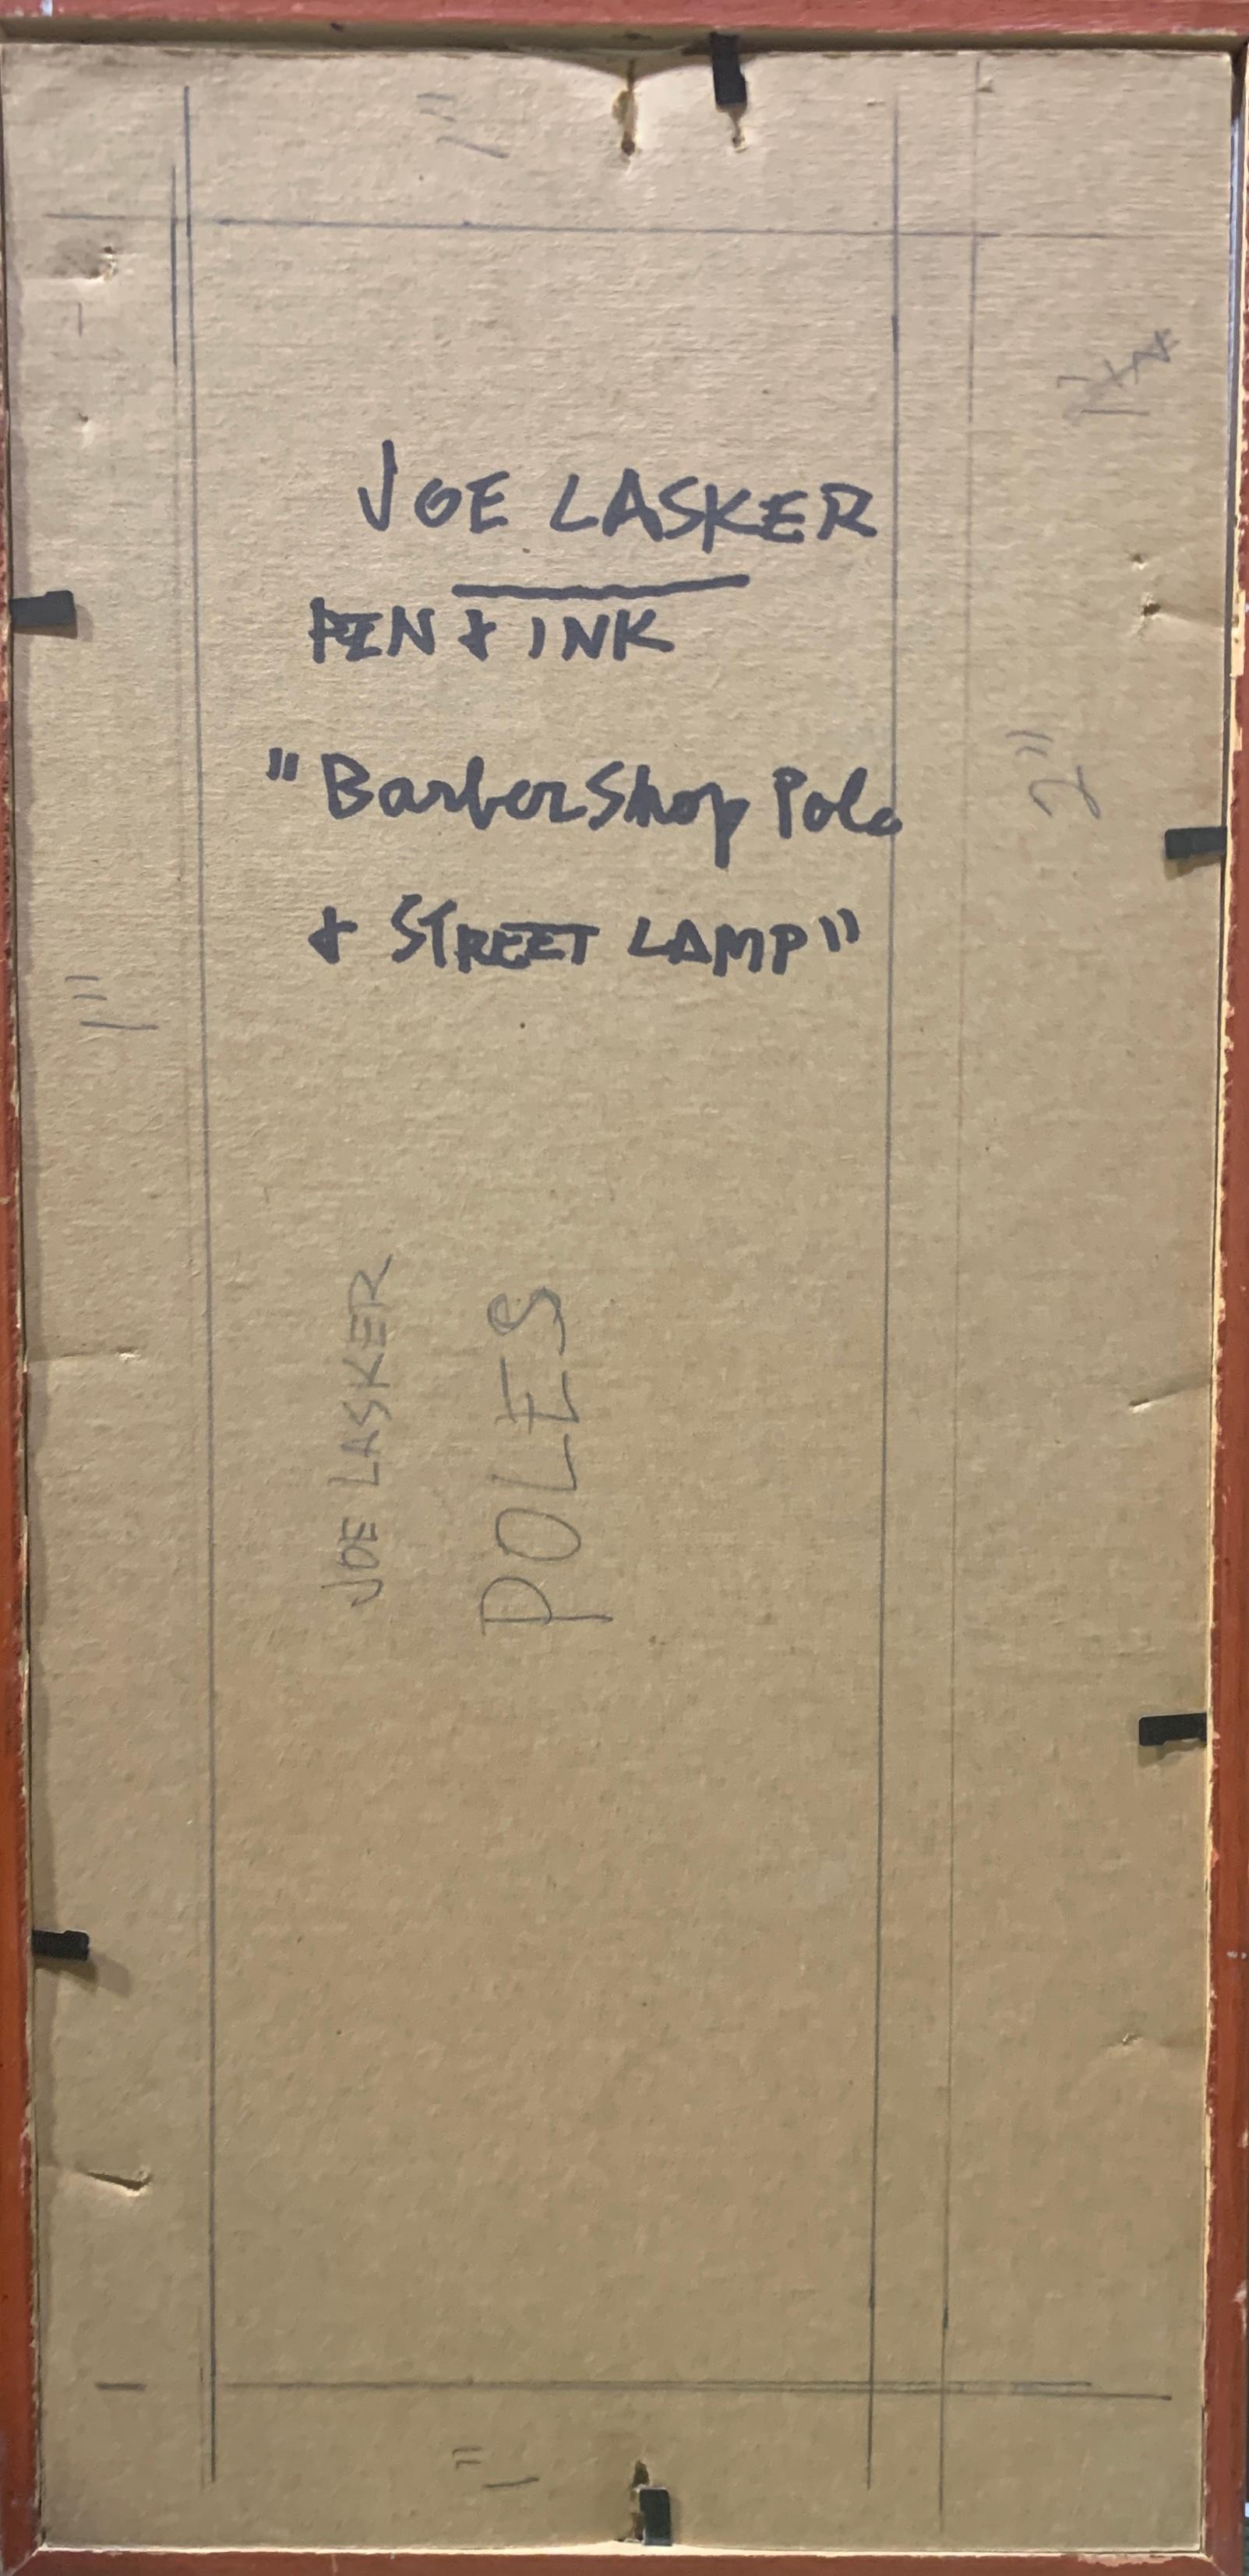 1"
JOE LASKER
PEN & INK
"BarberShop Pole
& STREET LAMP"
2"
1"
JOE LASKER
POLES
1"